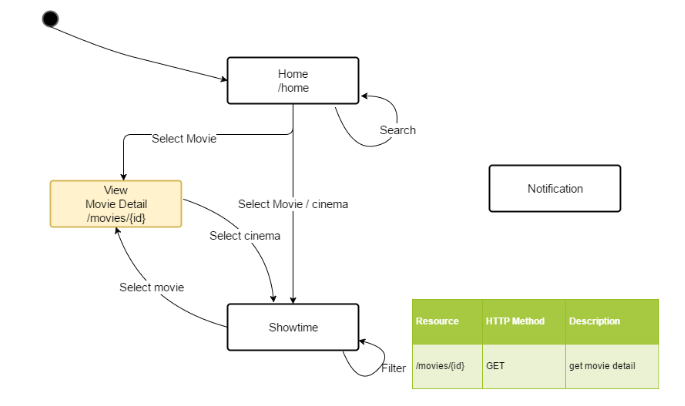 Home
/home
Search
Select Movie
View
Movie Detail
/movies/{id}
Select Movie / cinema
Notification
Select cinema
Select movie
Showtime
Filter
Resource HTTP Method Description
/movies/{id} GET get movie detail